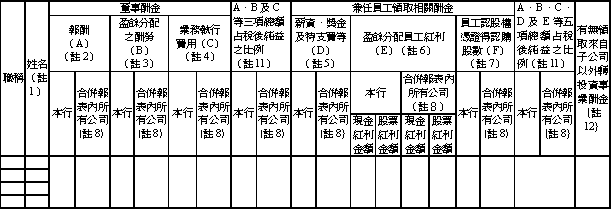 職稱
姓名(註1)
董事酬金
報酬(A)(註2)
盈餘分配之酬勞(B)(註3)
業務執行費用(C)(註4)
本行
合併報表內所有公司(註8)
本行
合併報表內所有公司(註8)
本行
合併報表內所有公司(註8)
A、B及C等三項總額占稅後純益之比例(註11)
本行
合併報表內所有公司(註8)
兼任員工領取相關酬金
薪資、獎金及特支費等(D)(註5)
本行
合併報表內所有公司(註8)
盈餘分配員工紅利(E)(註6)
本行
現金紅利金額
股票紅利金額
合併報表內所有公司(註8)
現金紅利金額
股票紅利金額
員工認股權憑證得認購股數(F)(註7)
本行
合併報表內所有公司(註8)
A、B、C、D及E等五項總額占稅後純益之比例(註11)
本行
合併報表內所有公司(註8)
有無領取來自子公司以外轉投資事業酬金(註12)